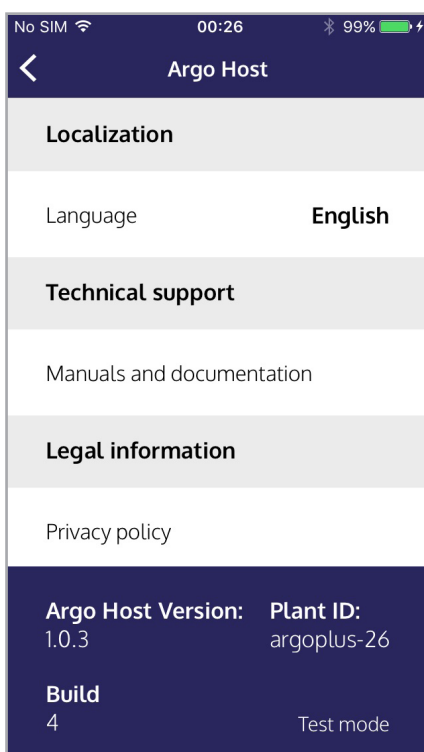 No SIM 00:26 99%
Argo Host
Localization
Language English
Technical support
Manuals and documentation
Legal information
Privacy policy
Argo Host Version: Plant ID:
1.0.3 argoplus-26
Build
4 Test mode